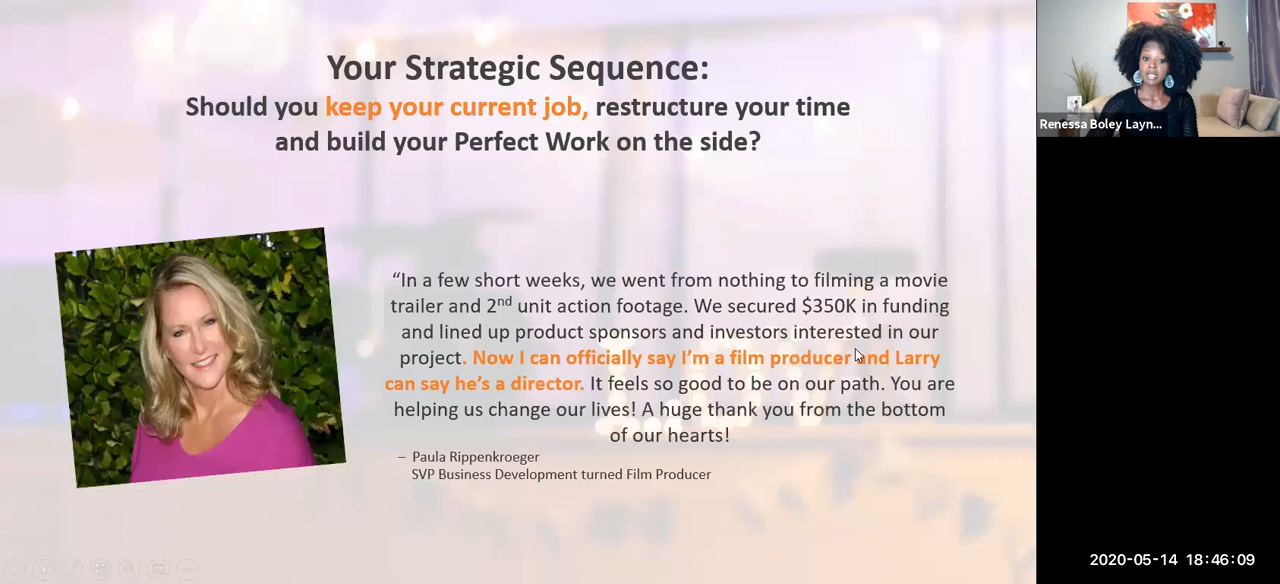 Your Strategic Sequence:
Should you keep your current job, restructure your time
and build your Perfect Work on the side?
“In a few short weeks, we went from nothing to filming a movie
trailer and 2nd unit action footage. We secured $350K in funding
and lined up product sponsors and investors interested in our
project. Now I can officially say I’m a film producer and Larry
can say he’s a director. It feels so good to be on our path. You are
helping us change our lives! A huge thank you from the bottom
of our hearts!
– Paula Rippenkroeger
SVP Business Development turned Film Producer
Renessa Boley Layn...
2020-05-14 18:46:09